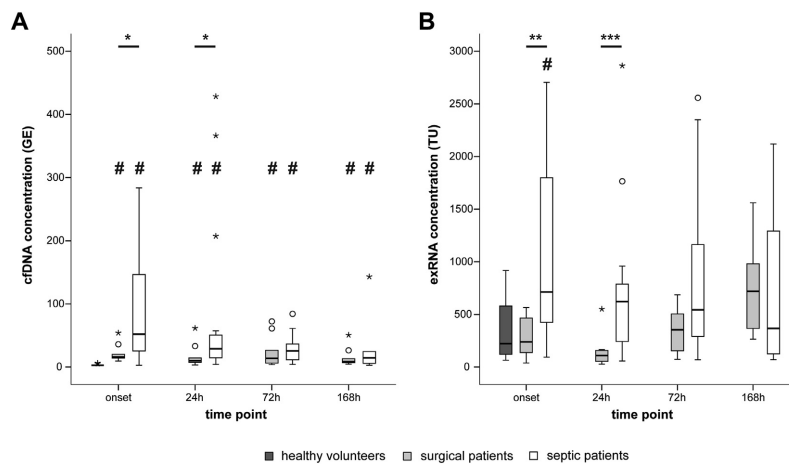 A
cfDNA concentration (GE)
500
400
300
200
100
0
* *
# # # # # # # #
onset 24h 72h 168h
time point
B
exRNA concentration (TU)
3000
2500
2000
1500
1000
500
0
** ***
#
onset 24h 72h 168h
time point
healthy volunteers surgical patients septic patients